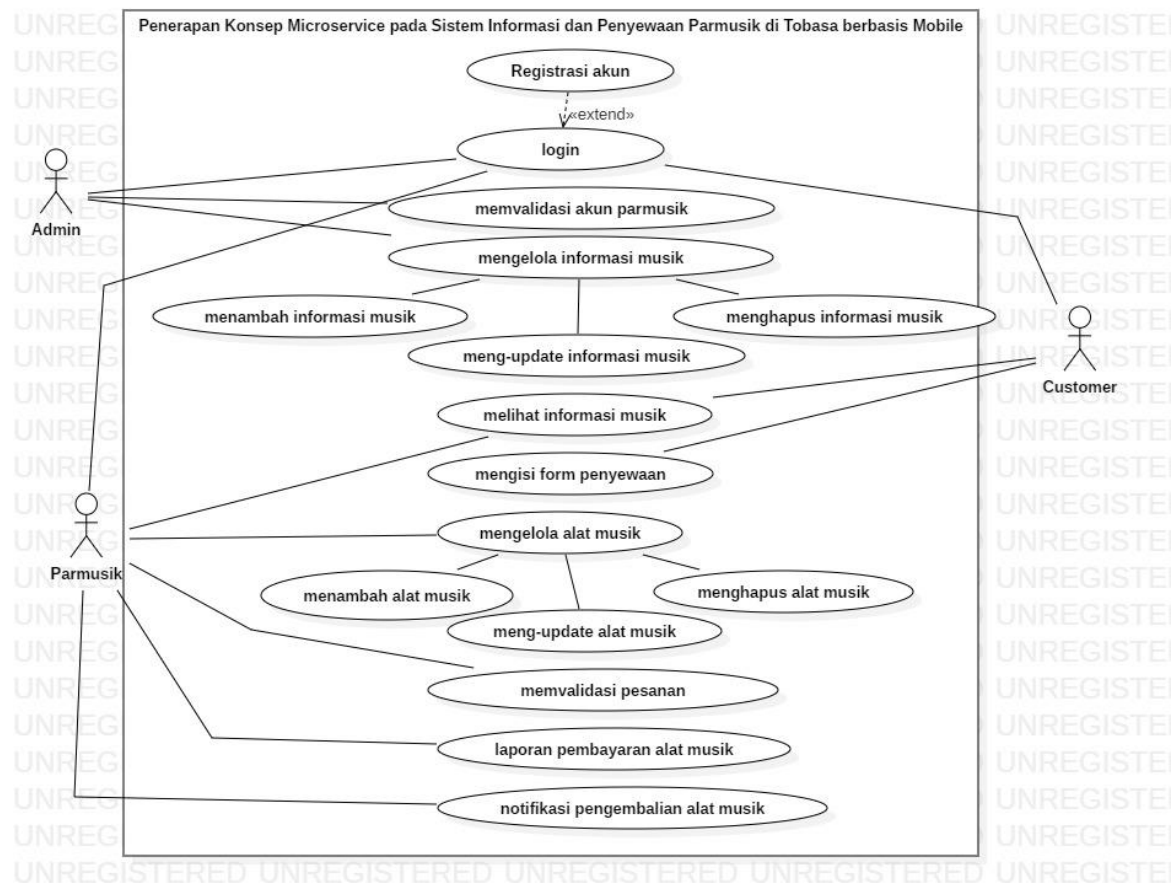 Penerapan Konsep Microservice pada Sistem Informasi dan Penyewaan Parmusik di Tobasa berbasis Mobile
Registrasi akun
«extend»
login
Admin
memvalidasi akun parmusik
mengelola informasi musik
menambah informasi musik
menghapus informasi musik
meng-update informasi musik
Customer
melihat informasi musik
mengisi form penyewaan
mengelola alat musik
Parmusik
menambah alat musik
menghapus alat musik
meng-update alat musik
memvalidasi pesanan
laporan pembayaran alat musik
notifikasi pengembalian alat musik
UNREGISTERED UNREGISTERED UNREGISTERED UNREGISTERED UNREGISTE